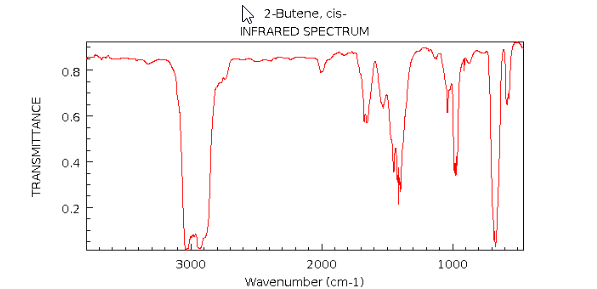 2-Butene, cis-
INFRARED SPECTRUM
TRANSMITTANCE
0.8
0.6
0.4
0.2
3000 2000 1000
Wavenumber (cm-1)